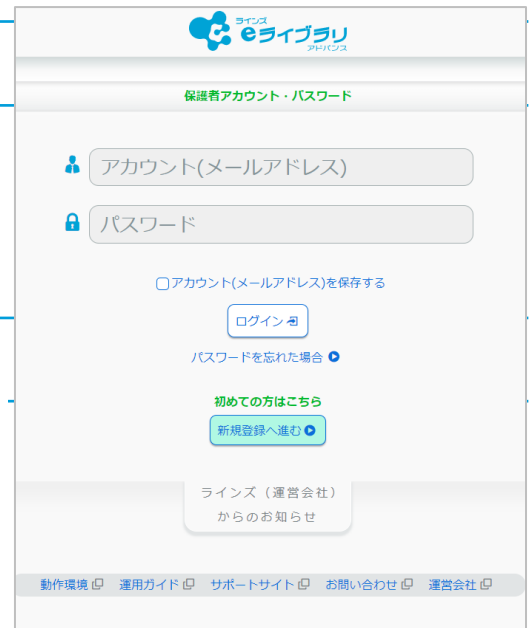 ラインズ
eライブラリ
アドバンス
保護者アカウント・パスワード
アカウント(メールアドレス)
パスワード
アカウント(メールアドレス)を保存する
ログイン
パスワードを忘れた場合
初めての方はこちら
新規登録へ進む
ラインズ（運営会社）
からのお知らせ
動作環境 運用ガイド サポートサイト お問い合わせ 運営会社